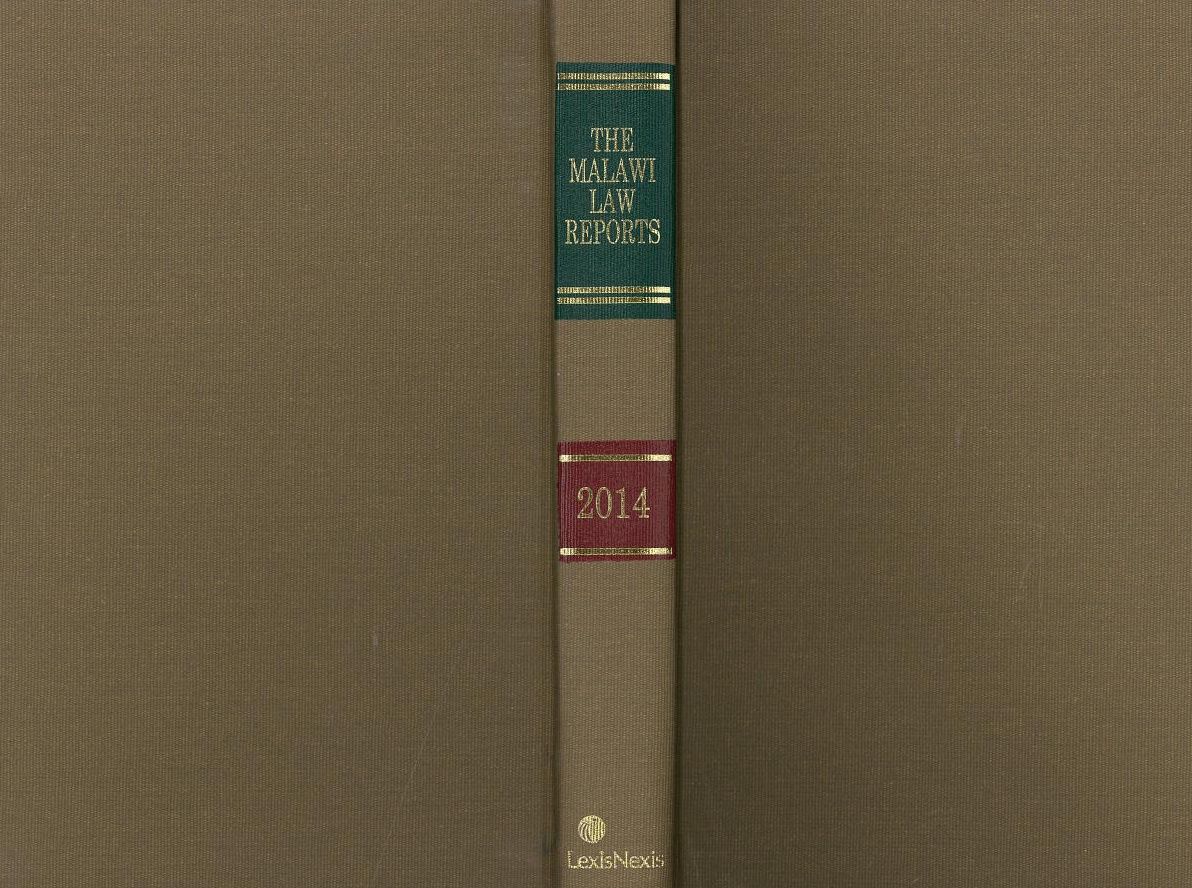 THE
MALAWI
LAW
REPORTS
2014
LexisNexis